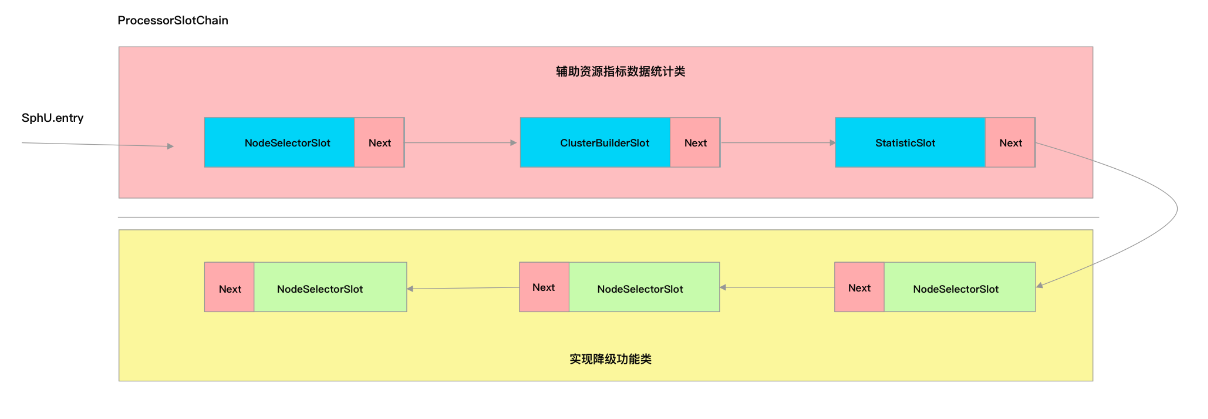 ProcessorSlotChain
辅助资源指标数据统计类
SphU.entry
NodeSelectorSlot Next ClusterBuilderSlot Next StatisticSlot Next
Next NodeSelectorSlot Next NodeSelectorSlot Next NodeSelectorSlot
实现降级功能类